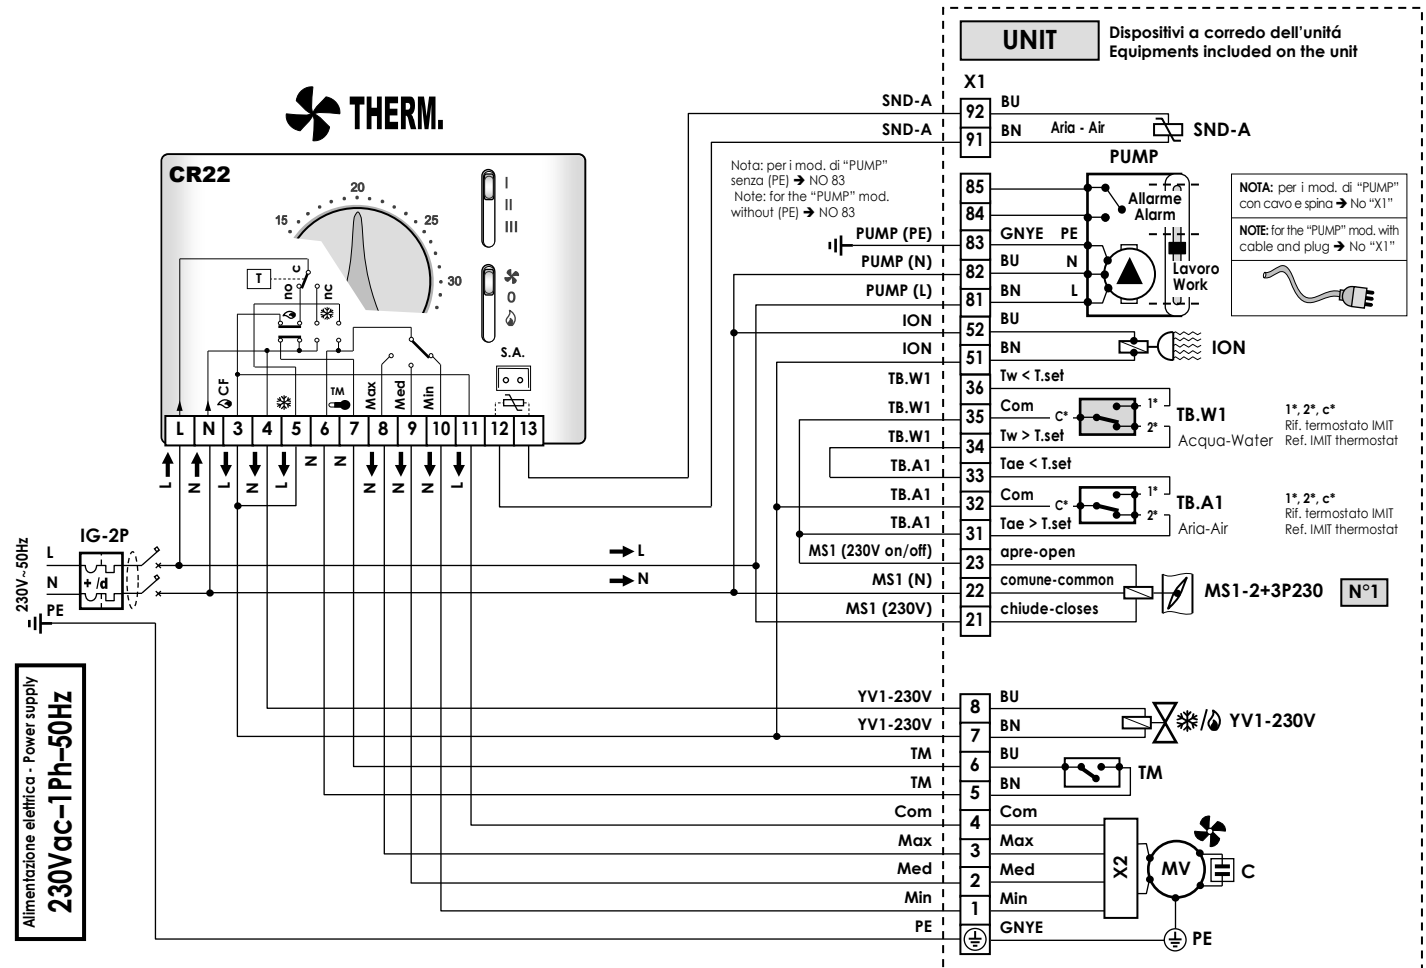 UNIT
Dispositivi a corredo dell'unitá
Equipments included on the unit
X1
THERM.
CR22
15
20
25
30
I
II
III
0
T
c
no
nc
S.A.
CF
TM
Max
Med
Min
L N 3 4 5 6 7 8 9 10 11 12 13
L N L N L N N N N N L
Nota: per i mod. di “PUMP”
senza (PE) ➔ NO 83
Note: for the “PUMP” mod.
without (PE) ➔ NO 83
SND-A 92 BU
SND-A 91 BN
Aria - Air
SND-A
PUMP
85
84
Allarme
Alarm
PUMP (PE) 83 GNYE PE
PUMP (N) 82 BU N
PUMP (L) 81 BN L
Lavoro
Work
NOTA: per i mod. di “PUMP”
con cavo e spina ➔ No “X1”
NOTE: for the “PUMP” mod. with
cable and plug ➔ No “X1”
ION 52 BU
ION 51 BN
ION
TB.W1 36 Tw < T.set
TB.W1 35 Com
TB.W1 34 Tw > T.set
C* 1* 2*
TB.W1
Acqua-Water
1*, 2*, c*
Rif. termostato IMIT
Ref. IMIT thermostat
TB.A1 33 Tae < T.set
TB.A1 32 Com
TB.A1 31 Tae > T.set
C* 1* 2*
TB.A1
Aria-Air
1*, 2*, c*
Rif. termostato IMIT
Ref. IMIT thermostat
MS1 (230V on/off) 23 apre-open
MS1 (N) 22 comune-common
MS1 (230V) 21 chiude-closes
MS1-2+3P230
N°1
IG-2P
230V~50Hz
L
N
PE
+ /d
L
N
Alimentazione elettrica - Power supply
230Vac–1Ph–50Hz
YV1-230V 8 BU
YV1-230V 7 BN
/
YV1-230V
TM 6 BU
TM 5 BN
TM
Com 4 Com
Max 3 Max
Med 2 Med
Min 1 Min
PE GNYE
X2
MV
C
PE